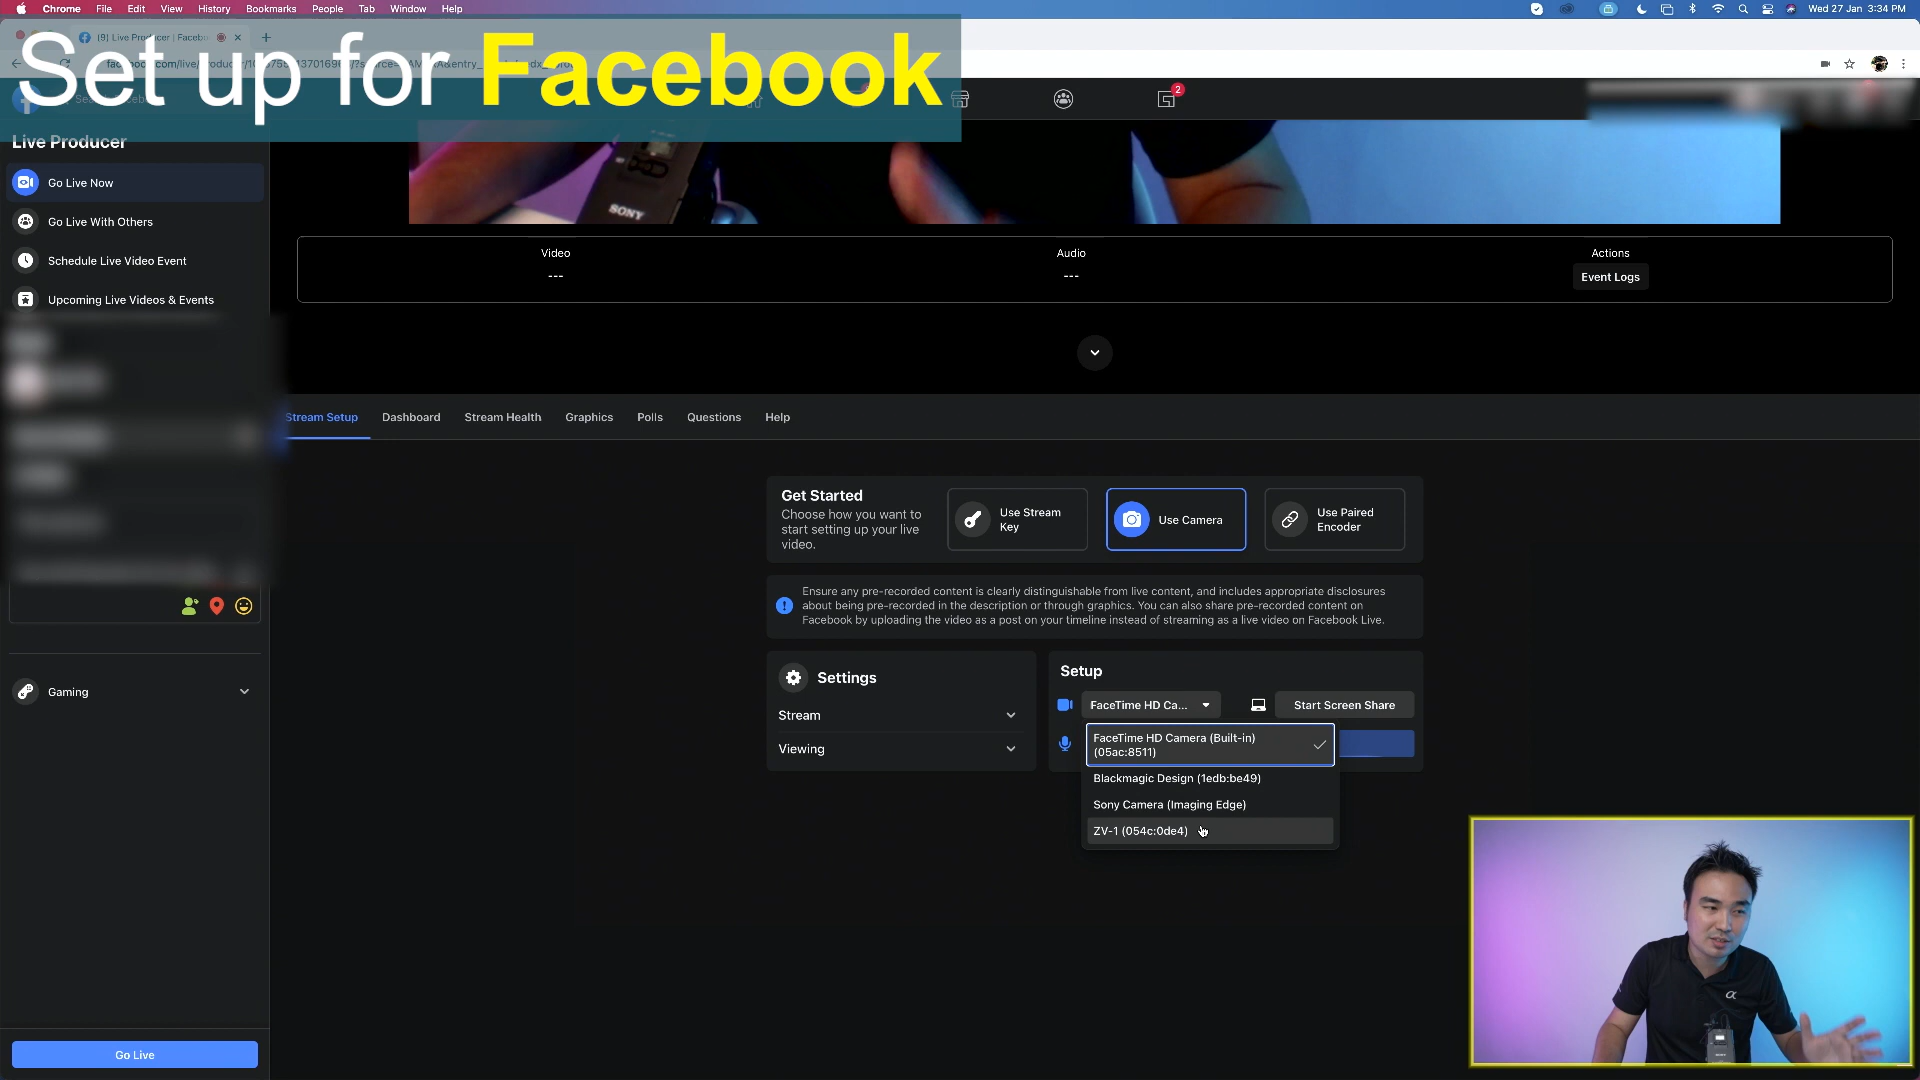 Chrome File Edit View History Bookmarks People Tab Window Help
Wed 27 Jan 3:34 PM
(9) Live Producer | Facebo
Set up for Facebook
2
Live Producer
Go Live Now
Go Live With Others
Schedule Live Video Event
Upcoming Live Videos & Events
Gaming
Go Live
SONY
Video
---
Audio
---
Actions
Event Logs
Stream Setup Dashboard Stream Health Graphics Polls Questions Help
Get Started
Choose how you want to
start setting up your live
video.
Use Stream
Key
Use Camera
Use Paired
Encoder
Ensure any pre-recorded content is clearly distinguishable from live content, and includes appropriate disclosures
about being pre-recorded in the description or through graphics. You can also share pre-recorded content on
Facebook by uploading the video as a post on your timeline instead of streaming as a live video on Facebook Live.
Settings
Stream
Viewing
Setup
FaceTime HD Ca...
Start Screen Share
FaceTime HD Camera (Built-in)
(05ac:8511)
Blackmagic Design (1edb:be49)
Sony Camera (Imaging Edge)
ZV-1 (054c:0de4)
α